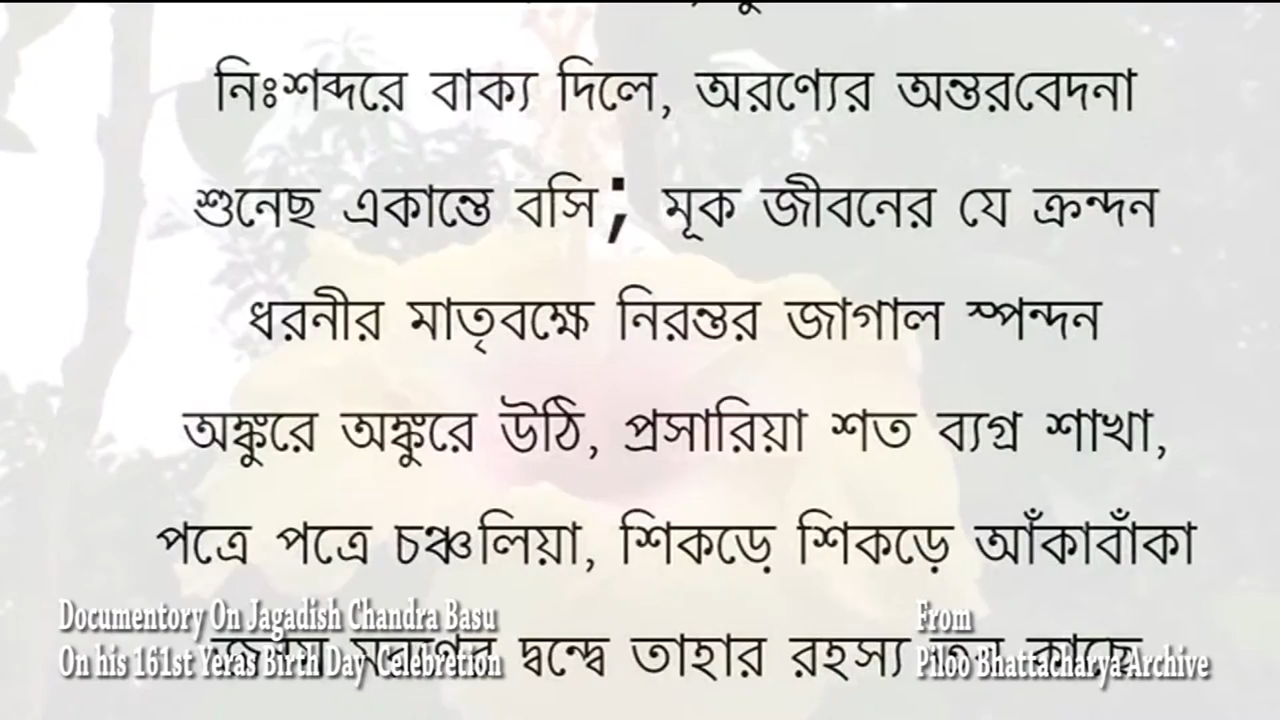 নিঃশব্দরে বাক্য দিলে, অরণ্যের অন্তরবেদনা
শুনেছ একান্তে বসি; মূক জীবনের যে ক্রন্দন
ধরনীর মাতৃবক্ষে নিরন্তর জাগাল স্পন্দন
অঙ্কুরে অঙ্কুরে উঠি, প্রসারিয়া শত ব্যগ্র শাখা,
পত্রে পত্রে চঞ্চলিয়া, শিকড়ে শিকড়ে আঁকাবাঁকা
দ্বন্দ্বে তাহার রহস্য
Documentory On Jagadish Chandra Basu
On his 161st Yeras Birth Day Celebretion
From
Piloo Bhattacharya Archive